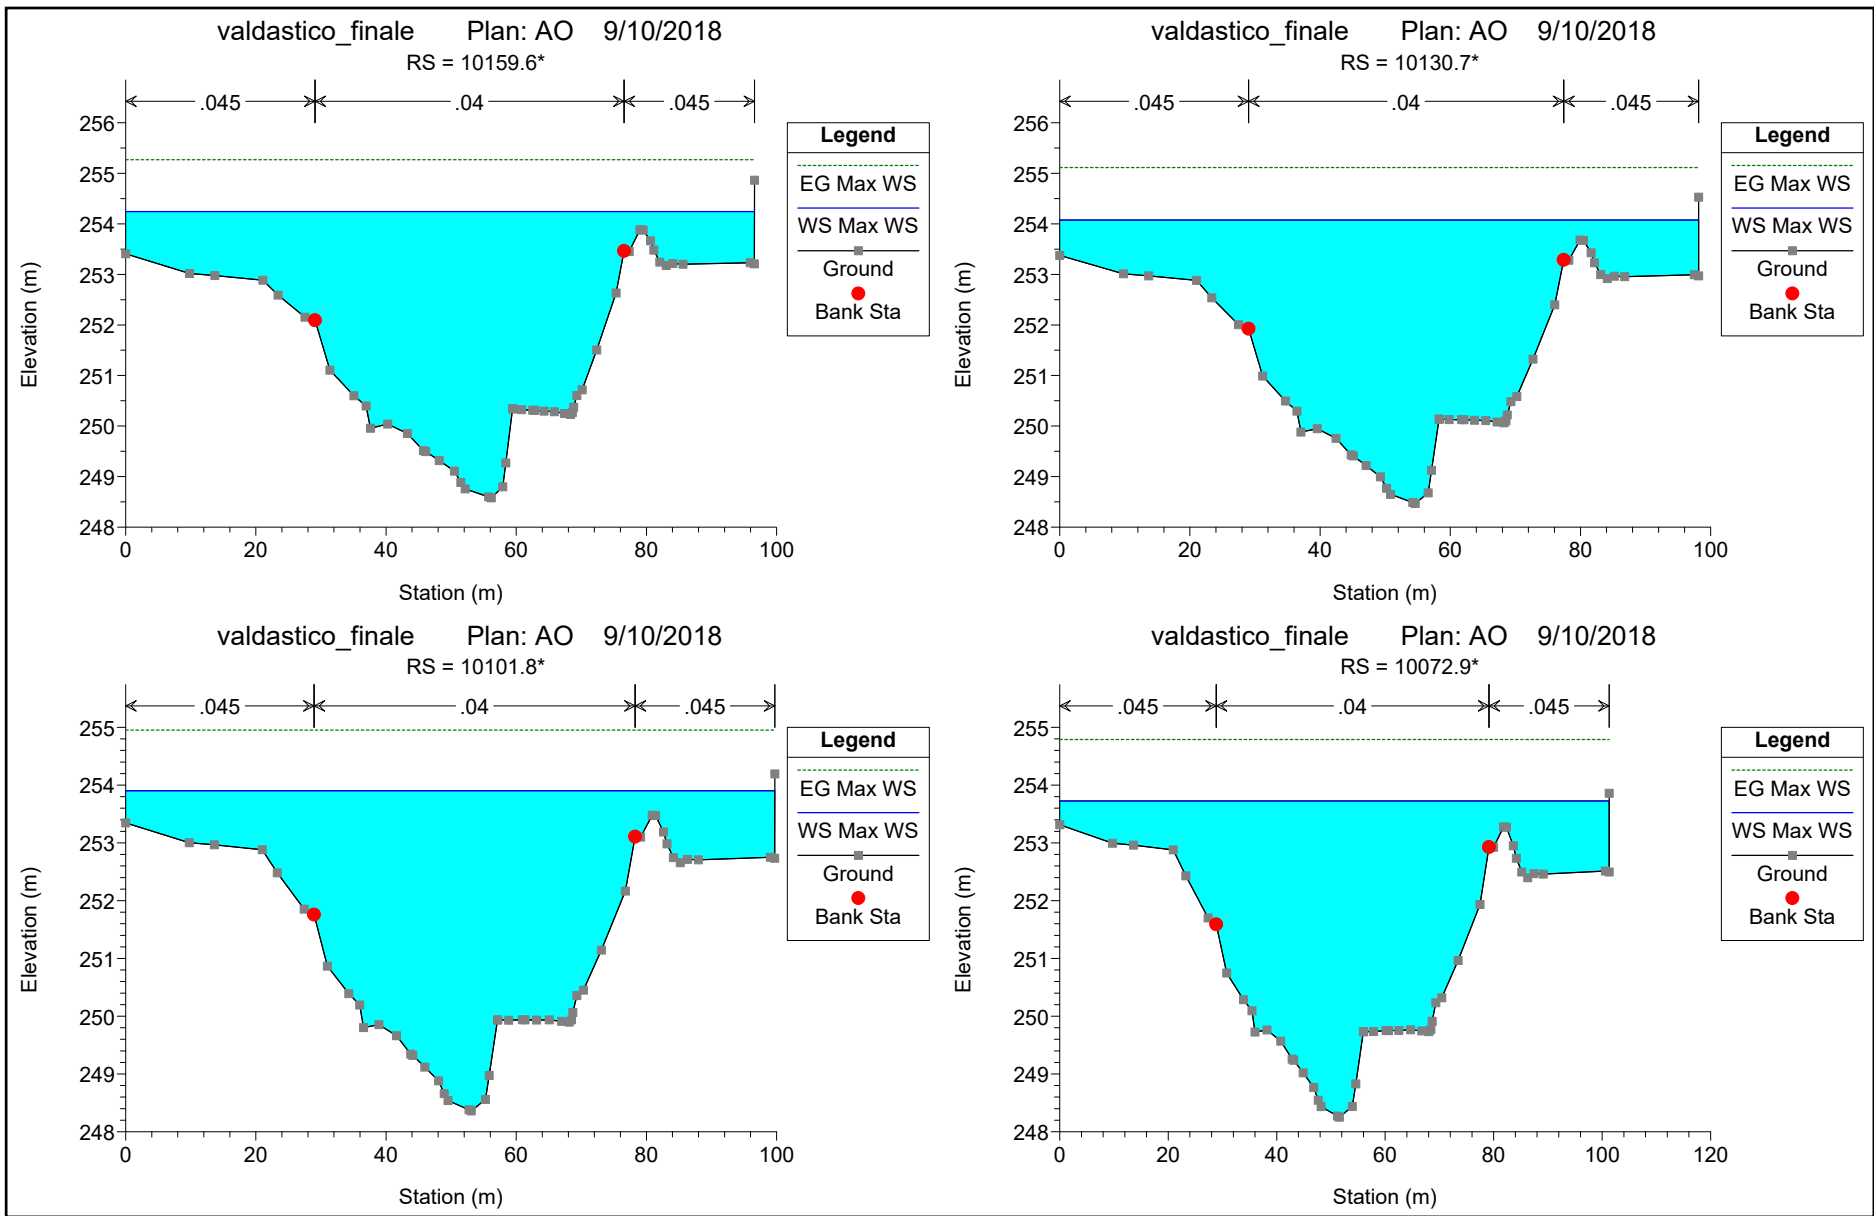 valdastico_finale Plan: AO 9/10/2018
RS = 10159.6*
.045 .04 .045
256
255
254
253
252
251
250
249
248
0 20 40 60 80 100
Station (m)
Elevation (m)
Legend
EG Max WS
WS Max WS
Ground
Bank Sta
valdastico_finale Plan: AO 9/10/2018
RS = 10130.7*
.045 .04 .045
256
255
254
253
252
251
250
249
248
0 20 40 60 80 100
Station (m)
Elevation (m)
Legend
EG Max WS
WS Max WS
Ground
Bank Sta
valdastico_finale Plan: AO 9/10/2018
RS = 10101.8*
.045 .04 .045
255
254
253
252
251
250
249
248
0 20 40 60 80 100
Station (m)
Elevation (m)
Legend
EG Max WS
WS Max WS
Ground
Bank Sta
valdastico_finale Plan: AO 9/10/2018
RS = 10072.9*
.045 .04 .045
255
254
253
252
251
250
249
248
0 20 40 60 80 100 120
Station (m)
Elevation (m)
Legend
EG Max WS
WS Max WS
Ground
Bank Sta